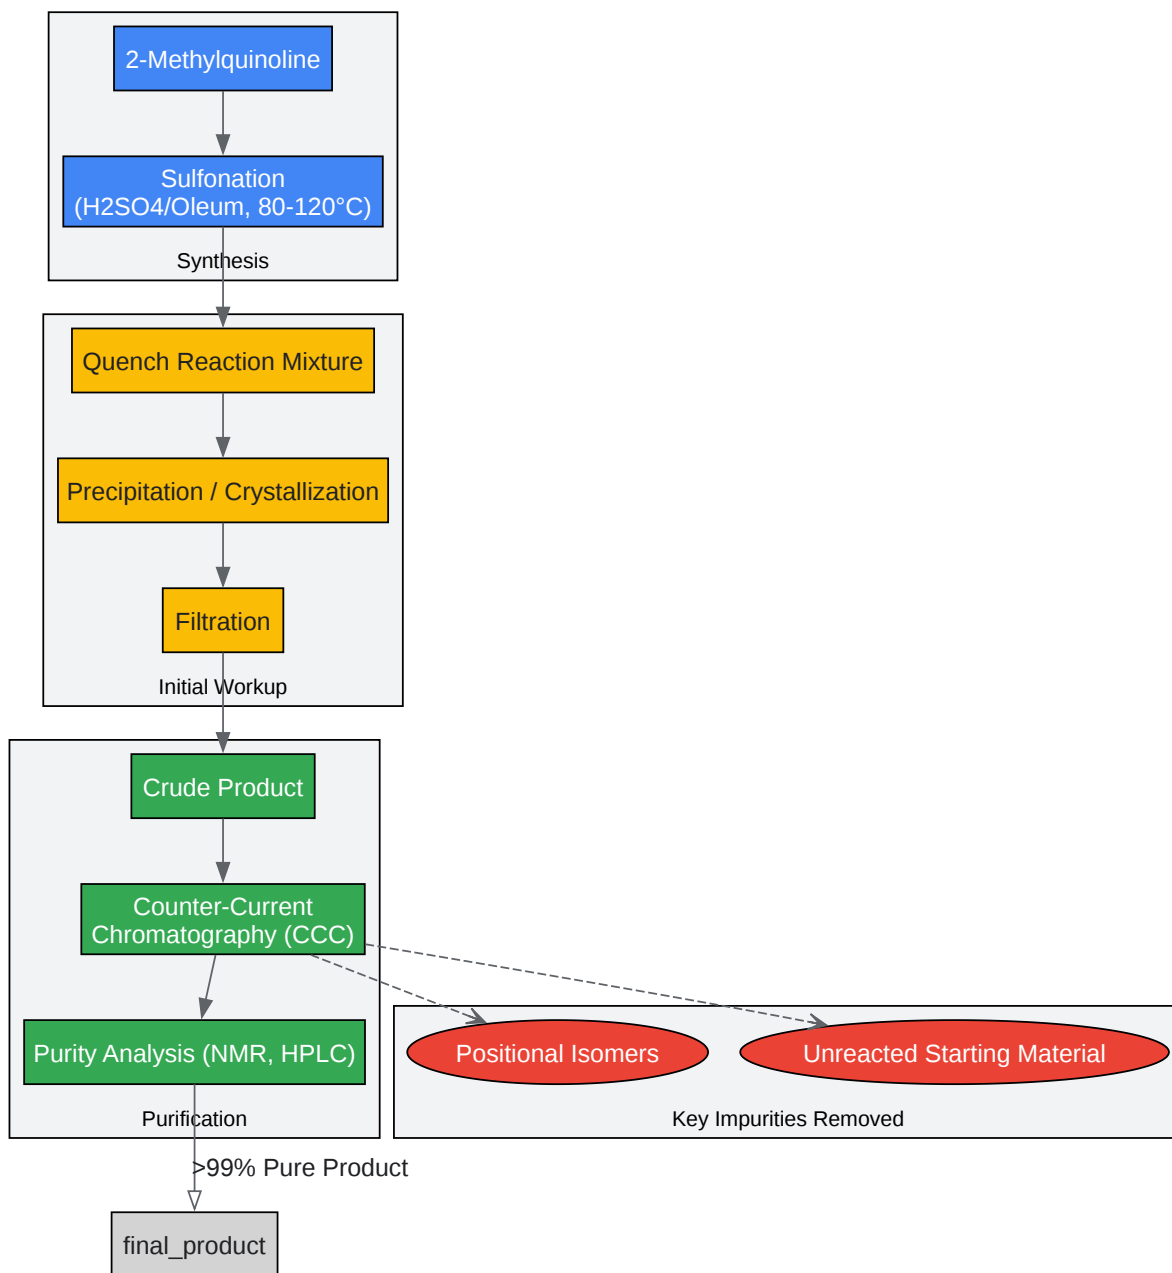 2-Methylquinoline
Sulfonation
(H2SO4/Oleum, 80-120°C)
Synthesis
Quench Reaction Mixture
Precipitation / Crystallization
Filtration
Initial Workup
Crude Product
Counter-Current
Chromatography (CCC)
Purity Analysis (NMR, HPLC)
Purification
Positional Isomers
Unreacted Starting Material
Key Impurities Removed
>99% Pure Product
final_product